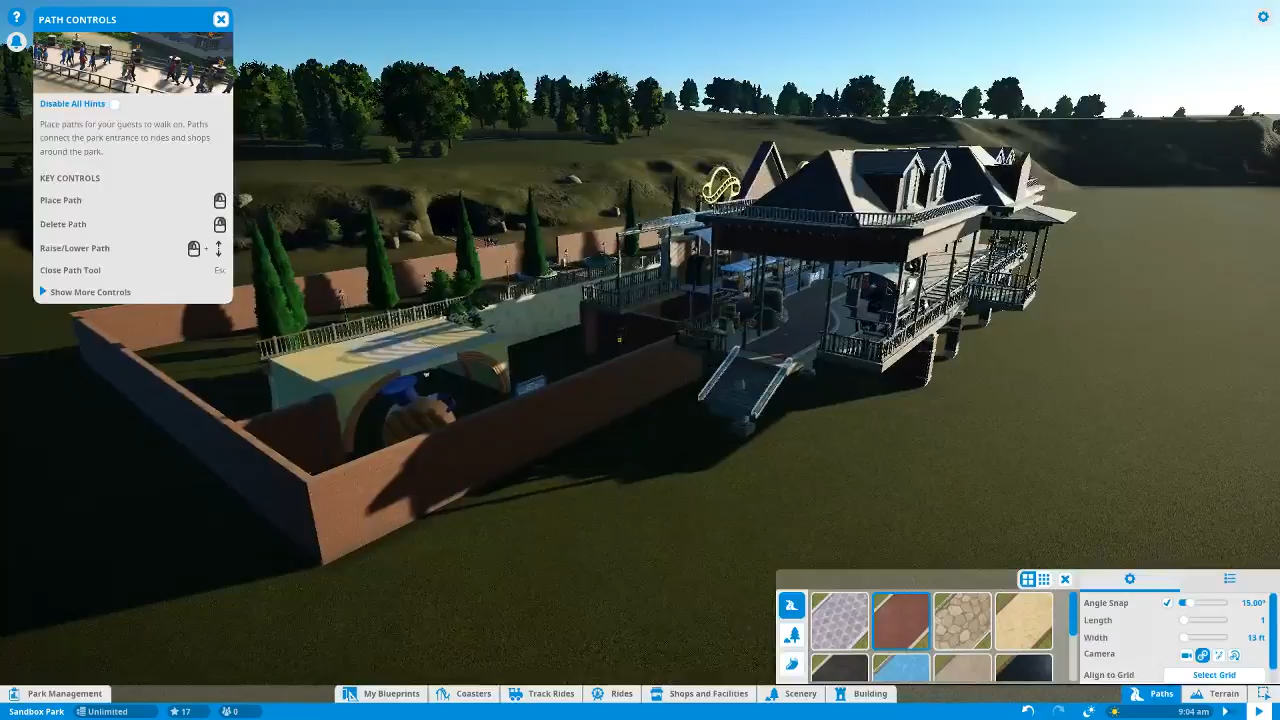 ?
PATH CONTROLS
Disable All Hints
Place paths for your guests to walk on. Paths
connect the park entrance to rides and shops
around the park.
KEY CONTROLS
Place Path
Delete Path
Raise/Lower Path +
Close Path Tool Esc
Show More Controls
Angle Snap 15.00°
Length 1
Width 13 ft
Camera
Align to Grid Select Grid
Park Management
My Blueprints Coasters Track Rides Rides Shops and Facilities Scenery Building Paths Terrain
Sandbox Park Unlimited 17 0 9:04 am